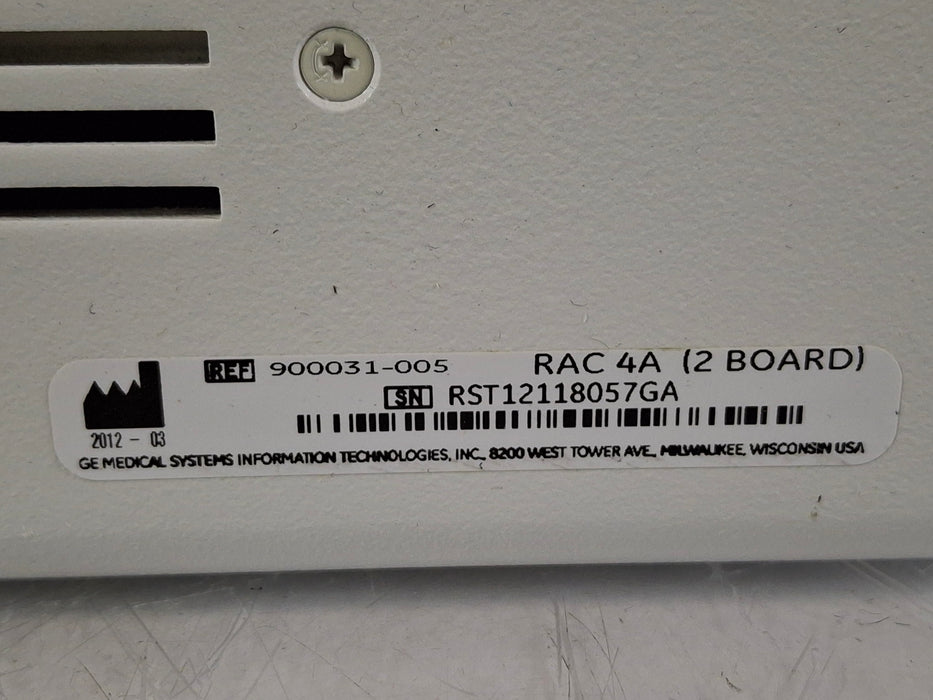 REF 900031-005 RAC 4A (2 BOARD)
SN RST12118057GA
2012 - 03
GE MEDICAL SYSTEMS INFORMATION TECHNOLOGIES, INC., 8200 WEST TOWER AVE., MILWAUKEE, WISCONSIN USA